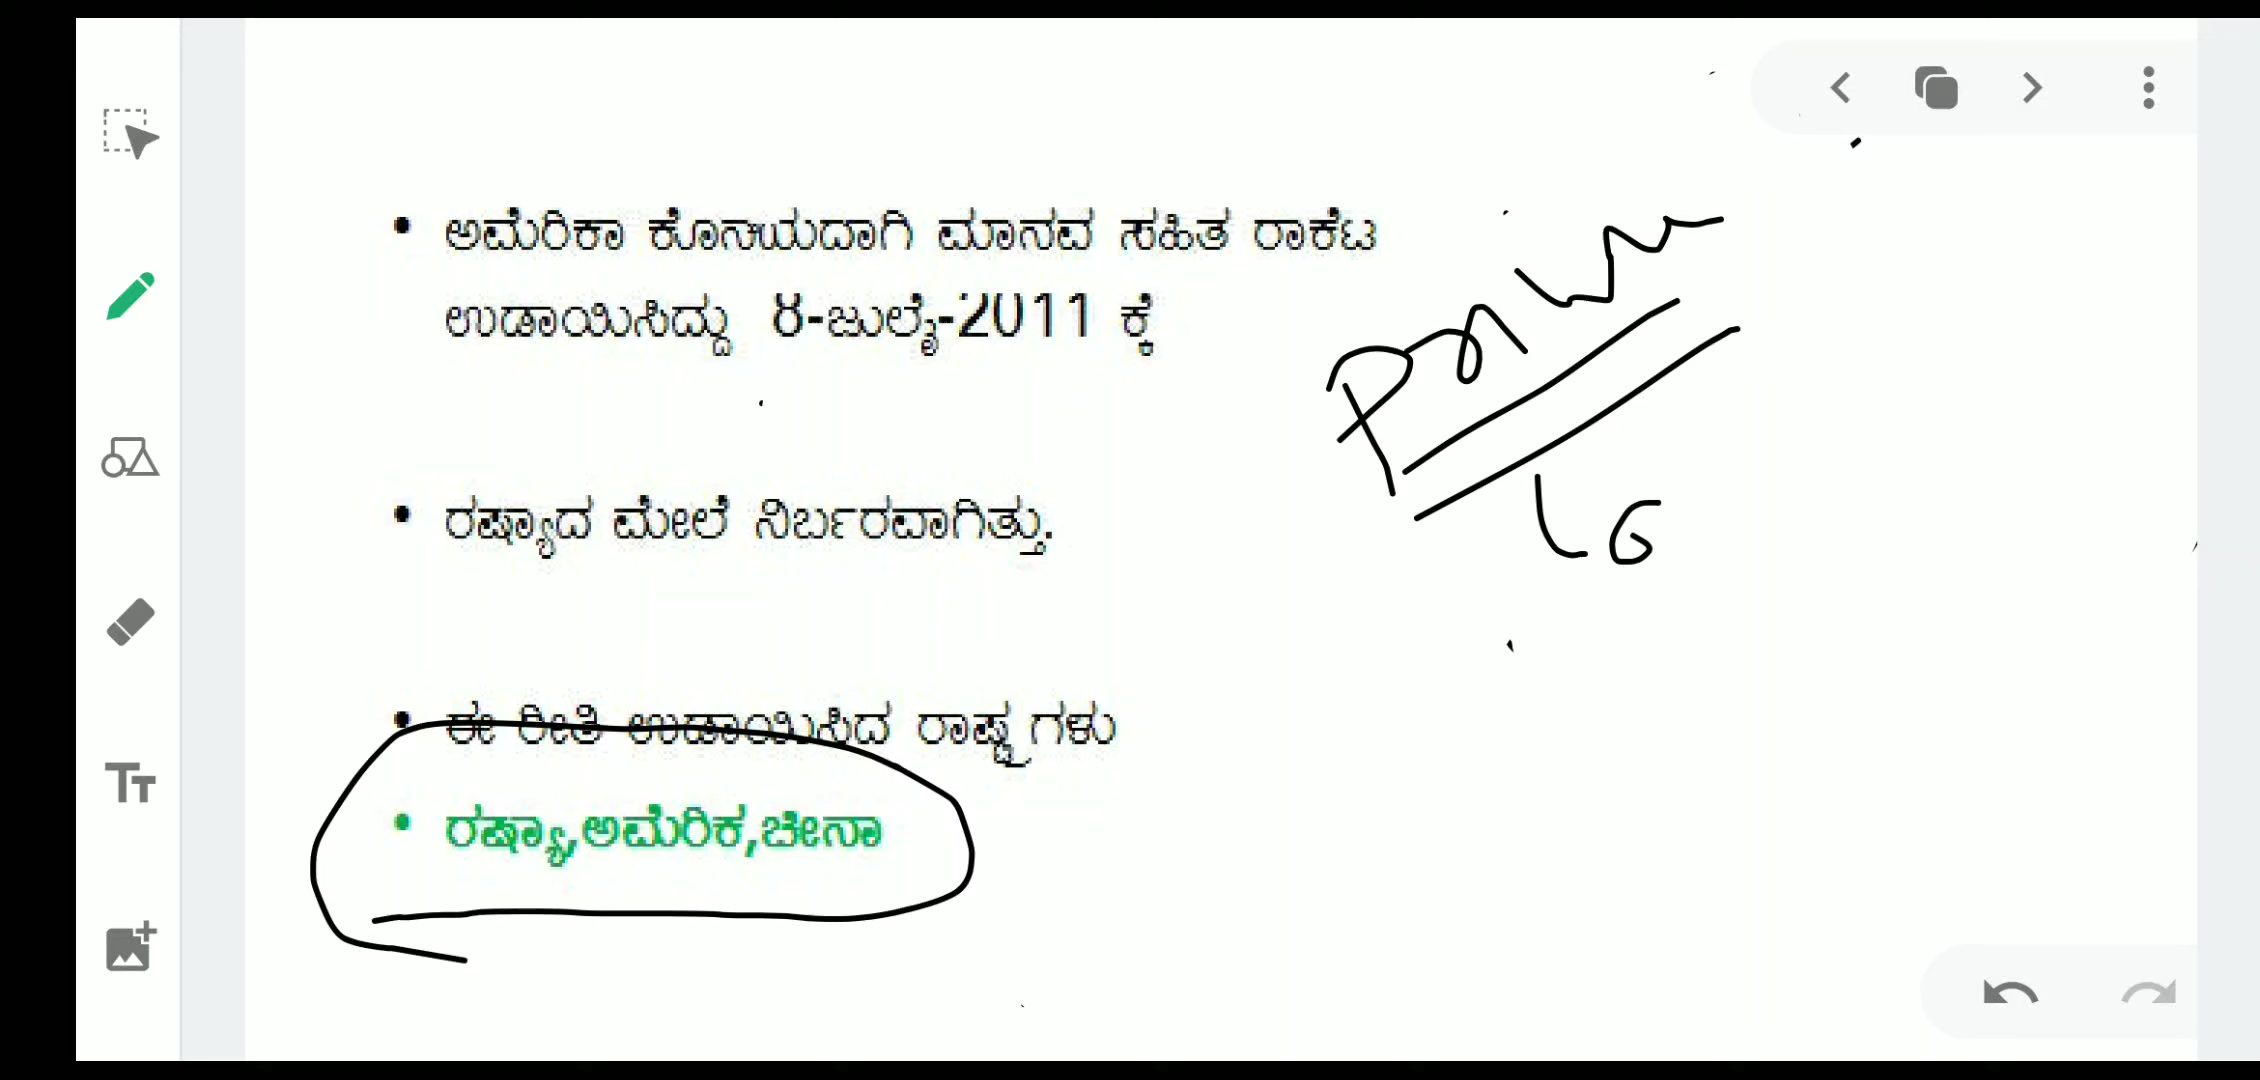 • ಅಮೆರಿಕಾ ಕೊನೆಯದಾಗಿ ಮಾನವ ಸಹಿತ ರಾಕೆಟ
ಉಡಾಯಿಸಿದ್ದು 8-ಜುಲೈ-2011 ಕ್ಕೆ
• ರಷ್ಯಾದ ಮೇಲೆ ನಿರ್ಬರವಾಗಿತ್ತು.
• ಈ ರೀತಿ ಉಡಾಯಿಸಿದ ರಾಷ್ಟ್ರಗಳು
• ರಷ್ಯಾ,ಅಮೆರಿಕ,ಚೀನಾ